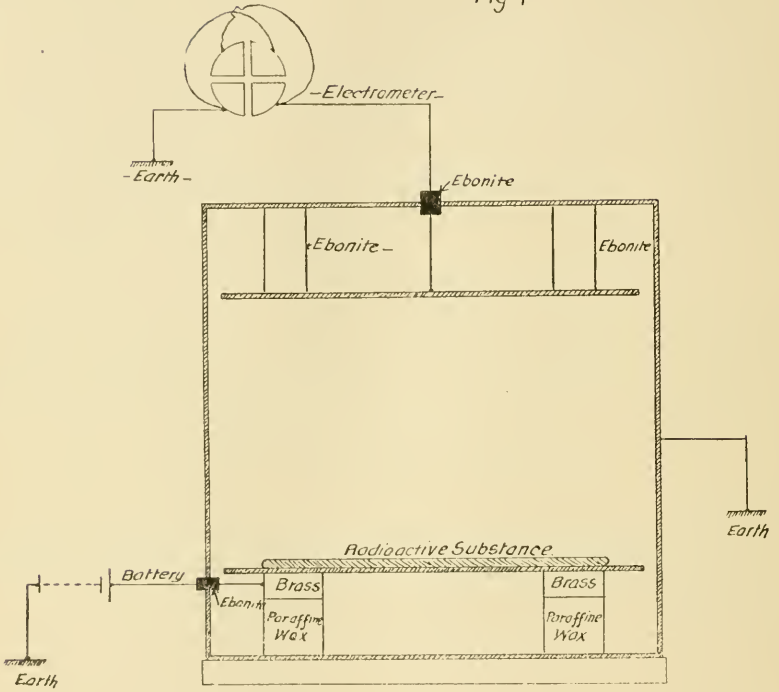 Fig 1
-Electrometer-
-Earth-
Ebonite
Ebonite-
Ebonite
Earth
Radioactive Substance.
Battery
Ebonite
Brass
Brass
Paraffine
Wax
Paraffine
Wax
Earth